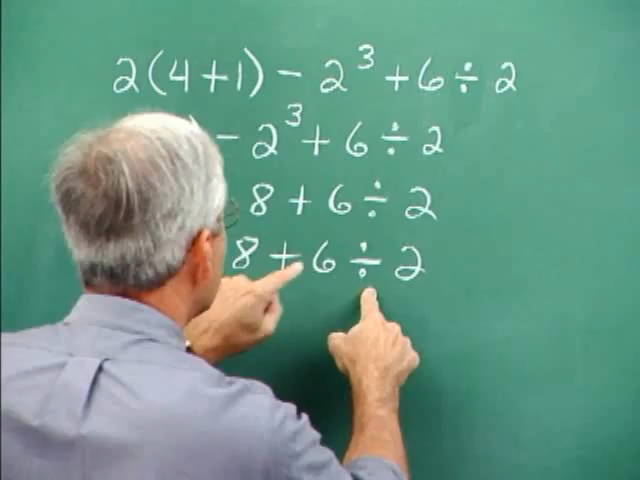 2(4+1) - 2³ + 6 ÷ 2
- 2³ + 6 ÷ 2
8 + 6 ÷ 2
8 + 6 ÷ 2